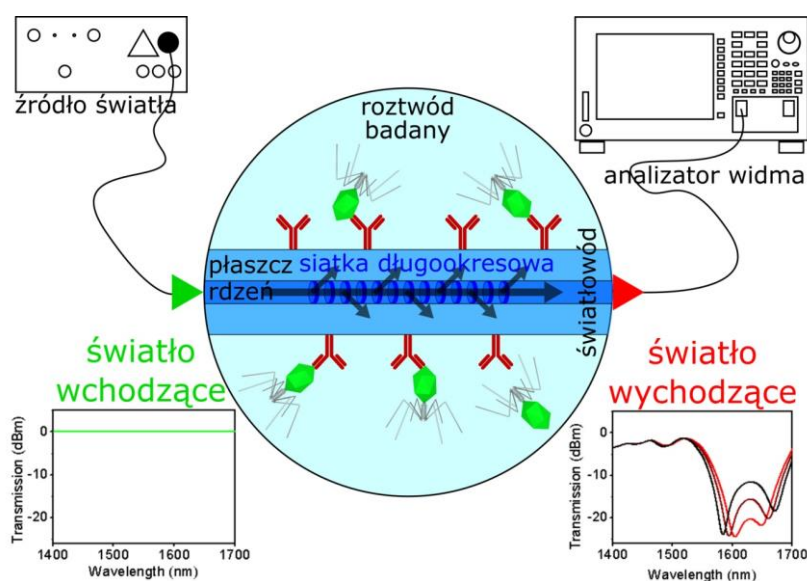 źródło światła
roztwód
badany
analizator widma
płaszcz
siatka długookresowa
rdzeń
światłowód
światło
wchodzące
światło
wychodzące
Transmission (dBm)
0
-10
-20
1400
1500
1600
1700
Wavelength (nm)
Transmission (dBm)
0
-10
-20
1400
1500
1600
1700
Wavelength (nm)